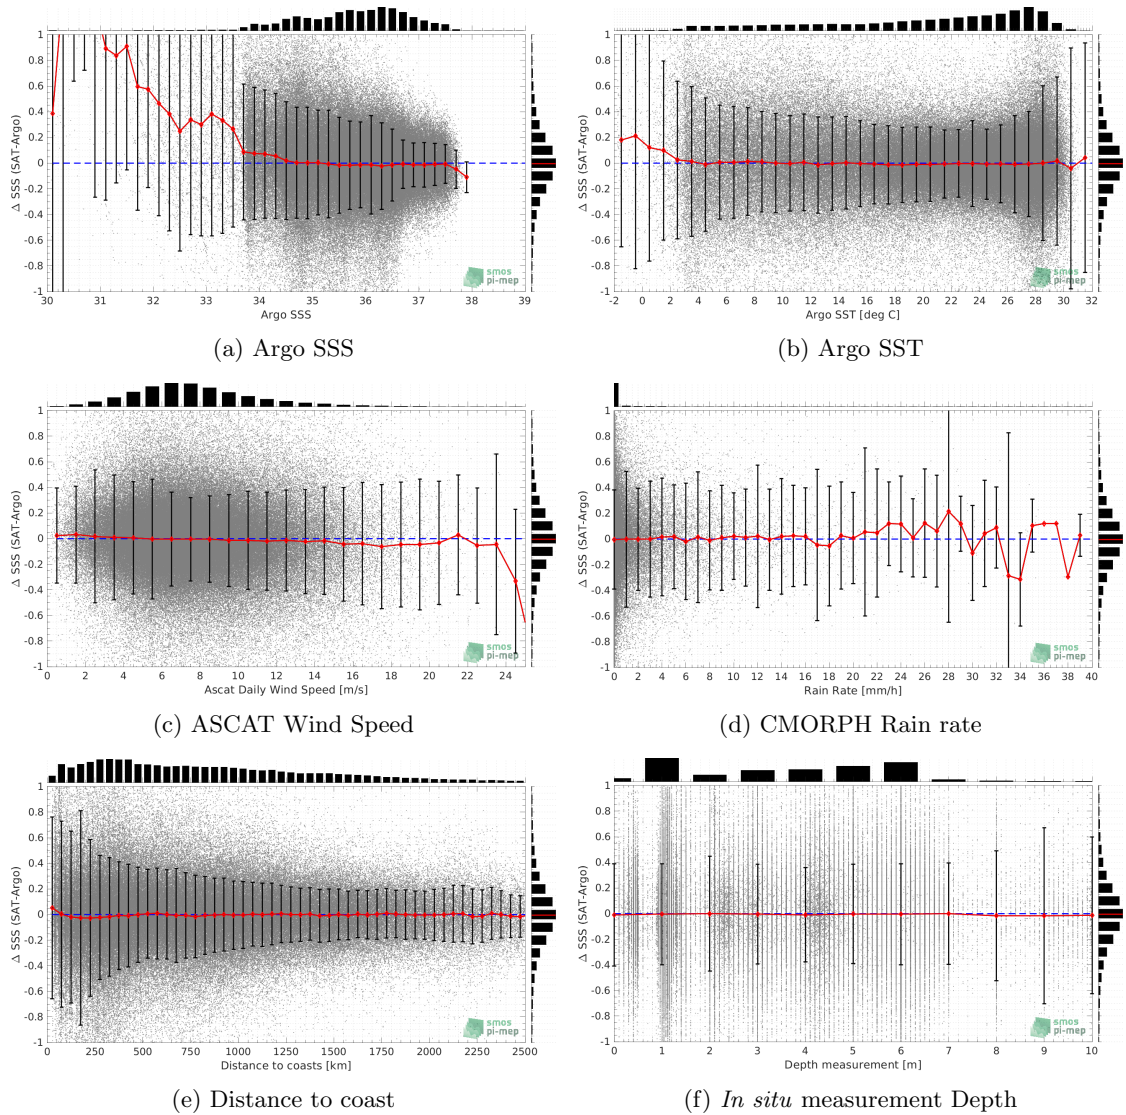 1
0.8
0.6
0.4
0.2
0
-0.2
-0.4
-0.6
-0.8
-1
Δ SSS (SAT-Argo)
30 31 32 33 34 35 36 37 38 39
Argo SSS
smos
pi-mep
(a) Argo SSS
1
0.8
0.6
0.4
0.2
0
-0.2
-0.4
-0.6
-0.8
-1
Δ SSS (SAT-Argo)
-2 0 2 4 6 8 10 12 14 16 18 20 22 24 26 28 30 32
Argo SST [deg C]
smos
pi-mep
(b) Argo SST
1
0.8
0.6
0.4
0.2
0
-0.2
-0.4
-0.6
-0.8
-1
Δ SSS (SAT-Argo)
0 2 4 6 8 10 12 14 16 18 20 22 24
Ascat Daily Wind Speed [m/s]
smos
pi-mep
(c) ASCAT Wind Speed
1
0.8
0.6
0.4
0.2
0
-0.2
-0.4
-0.6
-0.8
-1
Δ SSS (SAT-Argo)
0 2 4 6 8 10 12 14 16 18 20 22 24 26 28 30 32 34 36 38 40
Rain Rate [mm/h]
smos
pi-mep
(d) CMORPH Rain rate
1
0.8
0.6
0.4
0.2
0
-0.2
-0.4
-0.6
-0.8
-1
Δ SSS (SAT-Argo)
0 250 500 750 1000 1250 1500 1750 2000 2250 2500
Distance to coasts [km]
smos
pi-mep
(e) Distance to coast
1
0.8
0.6
0.4
0.2
0
-0.2
-0.4
-0.6
-0.8
-1
Δ SSS (SAT-Argo)
0 1 2 3 4 5 6 7 8 9 10
Depth measurement [m]
smos
pi-mep
(f) In situ measurement Depth